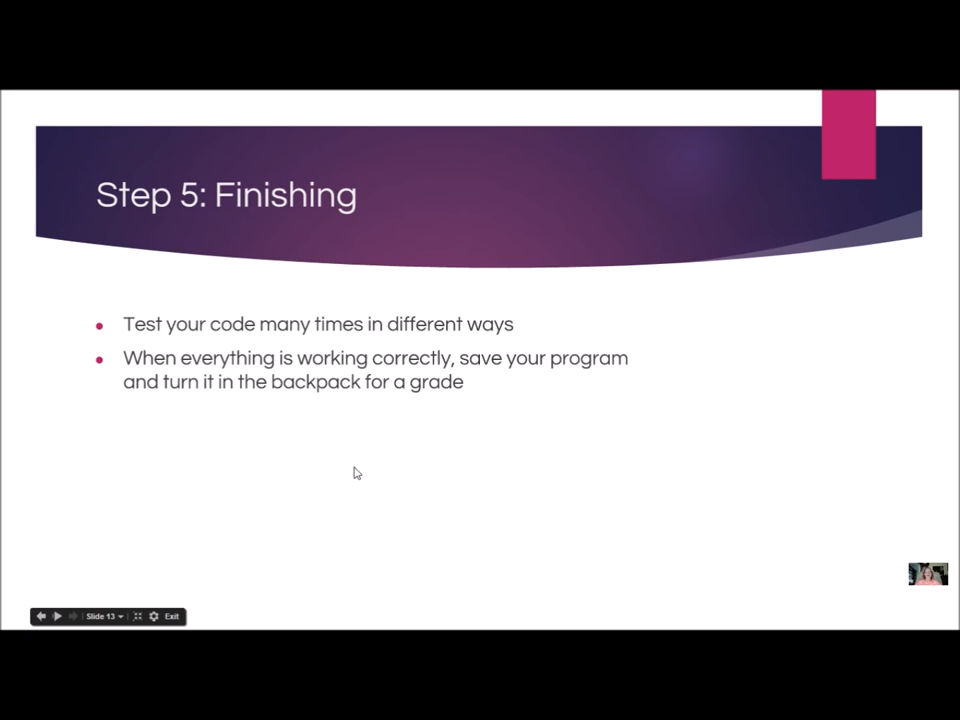 Step 5: Finishing
Test your code many times in different ways
When everything is working correctly, save your program
and turn it in the backpack for a grade
Slide 13
Exit